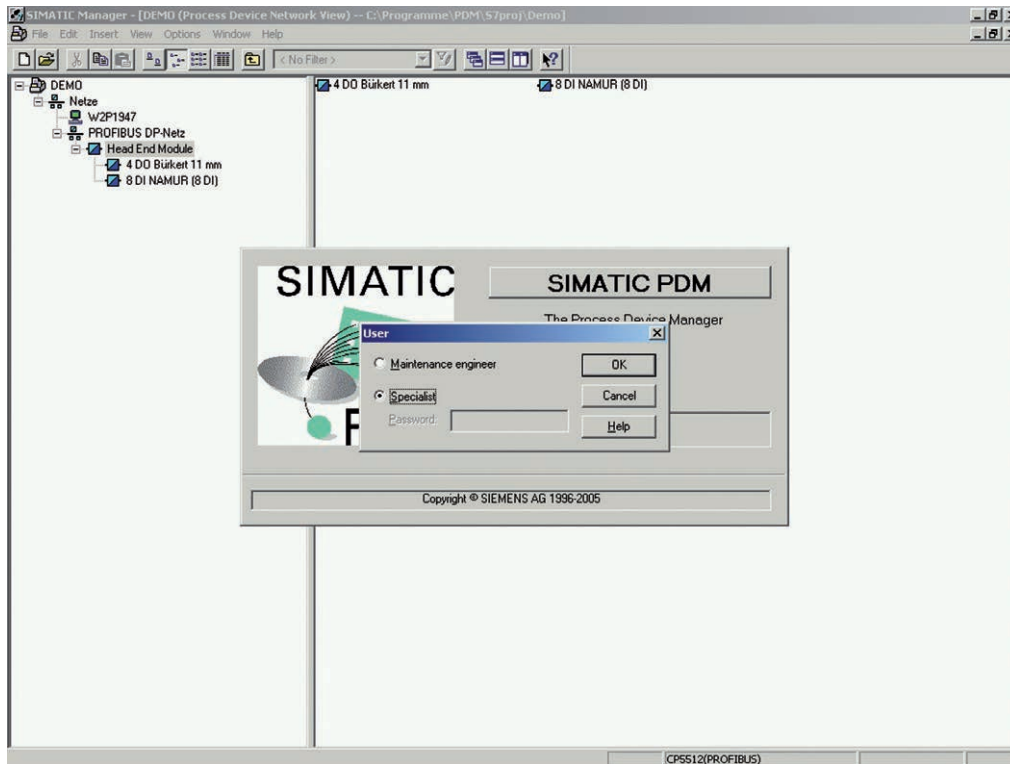 SIMATIC Manager - [DEMO (Process Device Network View) -- C:\Programme\PDM\S7proj\Demo]
File Edit Insert View Options Window Help
< No Filter >
DEMO
Netze
W2P1947
PROFIBUS DP-Netz
Head End Module
4 DO Bürkert 11 mm
8 DI NAMUR (8 DI)
4 DO Bürkert 11 mm
8 DI NAMUR (8 DI)
SIMATIC
SIMATIC PDM
The Process Device Manager
User
Maintenance engineer
OK
Specialist
Cancel
Password:
Help
Copyright © SIEMENS AG 1996-2005
CP5512(PROFIBUS)